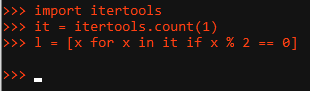 >>> import itertools
>>> it = itertools.count(1)
>>> l = [x for x in it if x % 2 == 0]
>>>